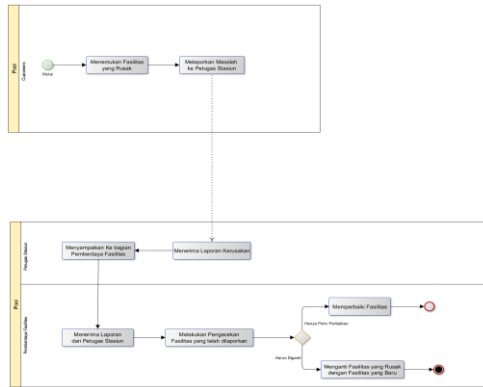 Pool
Customers
Mulai
Menemukan Fasilitas
yang Rusak
Melaporkan Masalah
ke Petugas Stasiun
Pool
Petugas Stasiun
Menyampaikan Ke bagian
Pemberdaya Fasilitas
Menerima Laporan Kerusakan
Pemberdaya Fasilitas
Menerima Laporan
dari Petugas Stasiun
Melakukan Pengecekan
Fasilitas yang telah dilaporkan
Hanya Perlu Perbaikan
Memperbaiki Fasilitas
Harus Diganti
Menganti Fasilitas yang Rusak
dengan Fasilitas yang Baru